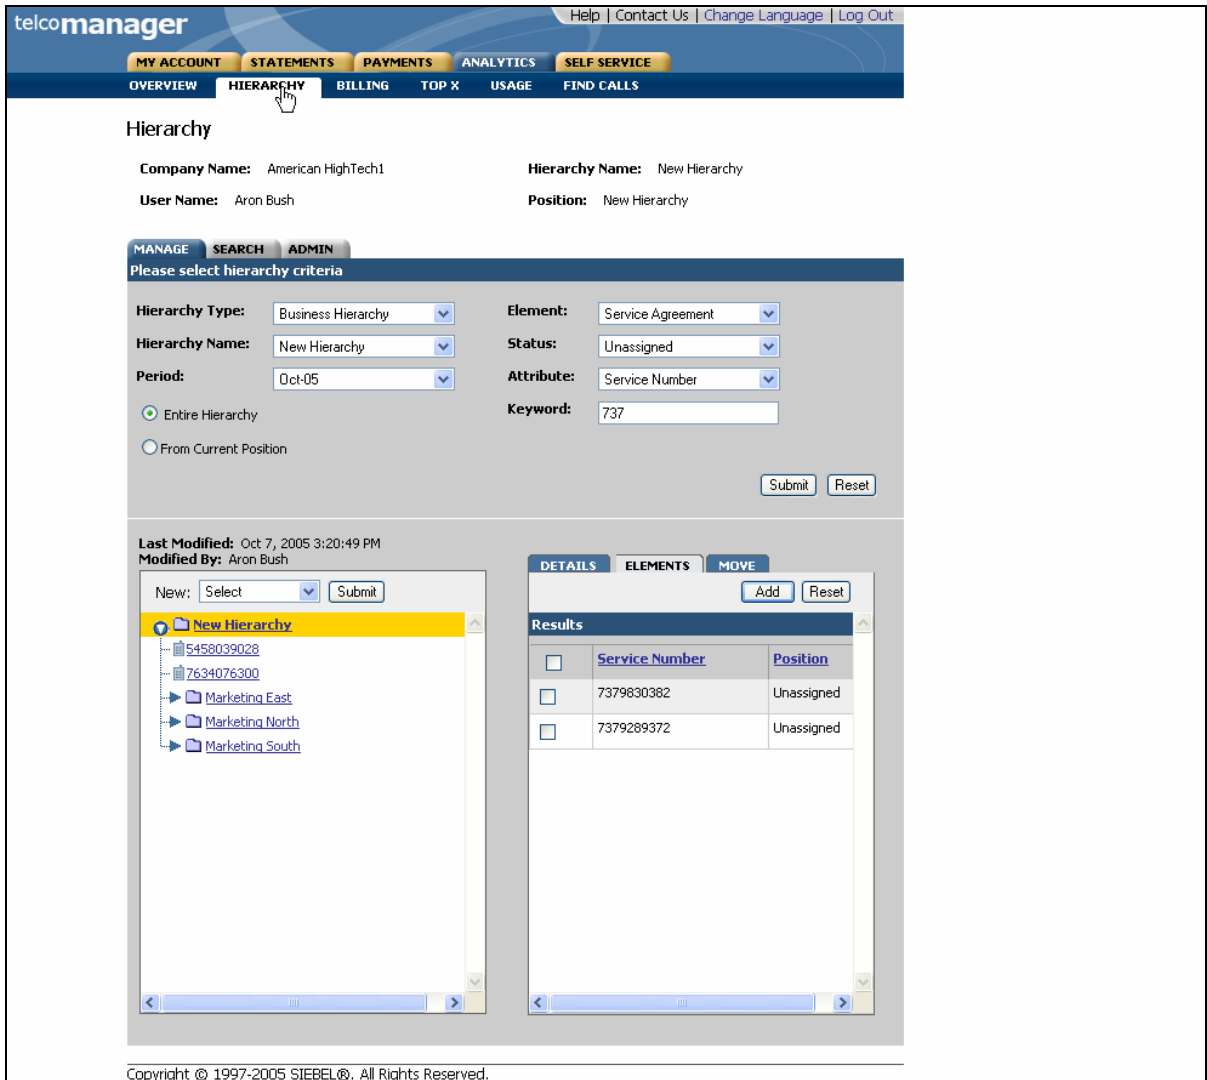 telcomanager
Help | Contact Us | Change Language | Log Out
MY ACCOUNT STATEMENTS PAYMENTS ANALYTICS SELF SERVICE
OVERVIEW HIERARCHY BILLING TOP X USAGE FIND CALLS
Hierarchy
Company Name: American HighTech1 Hierarchy Name: New Hierarchy
User Name: Aron Bush Position: New Hierarchy
MANAGE SEARCH ADMIN
Please select hierarchy criteria
Hierarchy Type: Business Hierarchy Element: Service Agreement
Hierarchy Name: New Hierarchy Status: Unassigned
Period: Oct-05 Attribute: Service Number
Entire Hierarchy Keyword: 737
From Current Position
Submit Reset
Last Modified: Oct 7, 2005 3:20:49 PM
Modified By: Aron Bush
New: Select Submit
New Hierarchy
5458039028
7634076300
Marketing East
Marketing North
Marketing South
DETAILS ELEMENTS MOVE
Add Reset
Results
Service Number Position
7379830382 Unassigned
7379289372 Unassigned
Copyright © 1997-2005 SIEBEL®. All Rights Reserved.